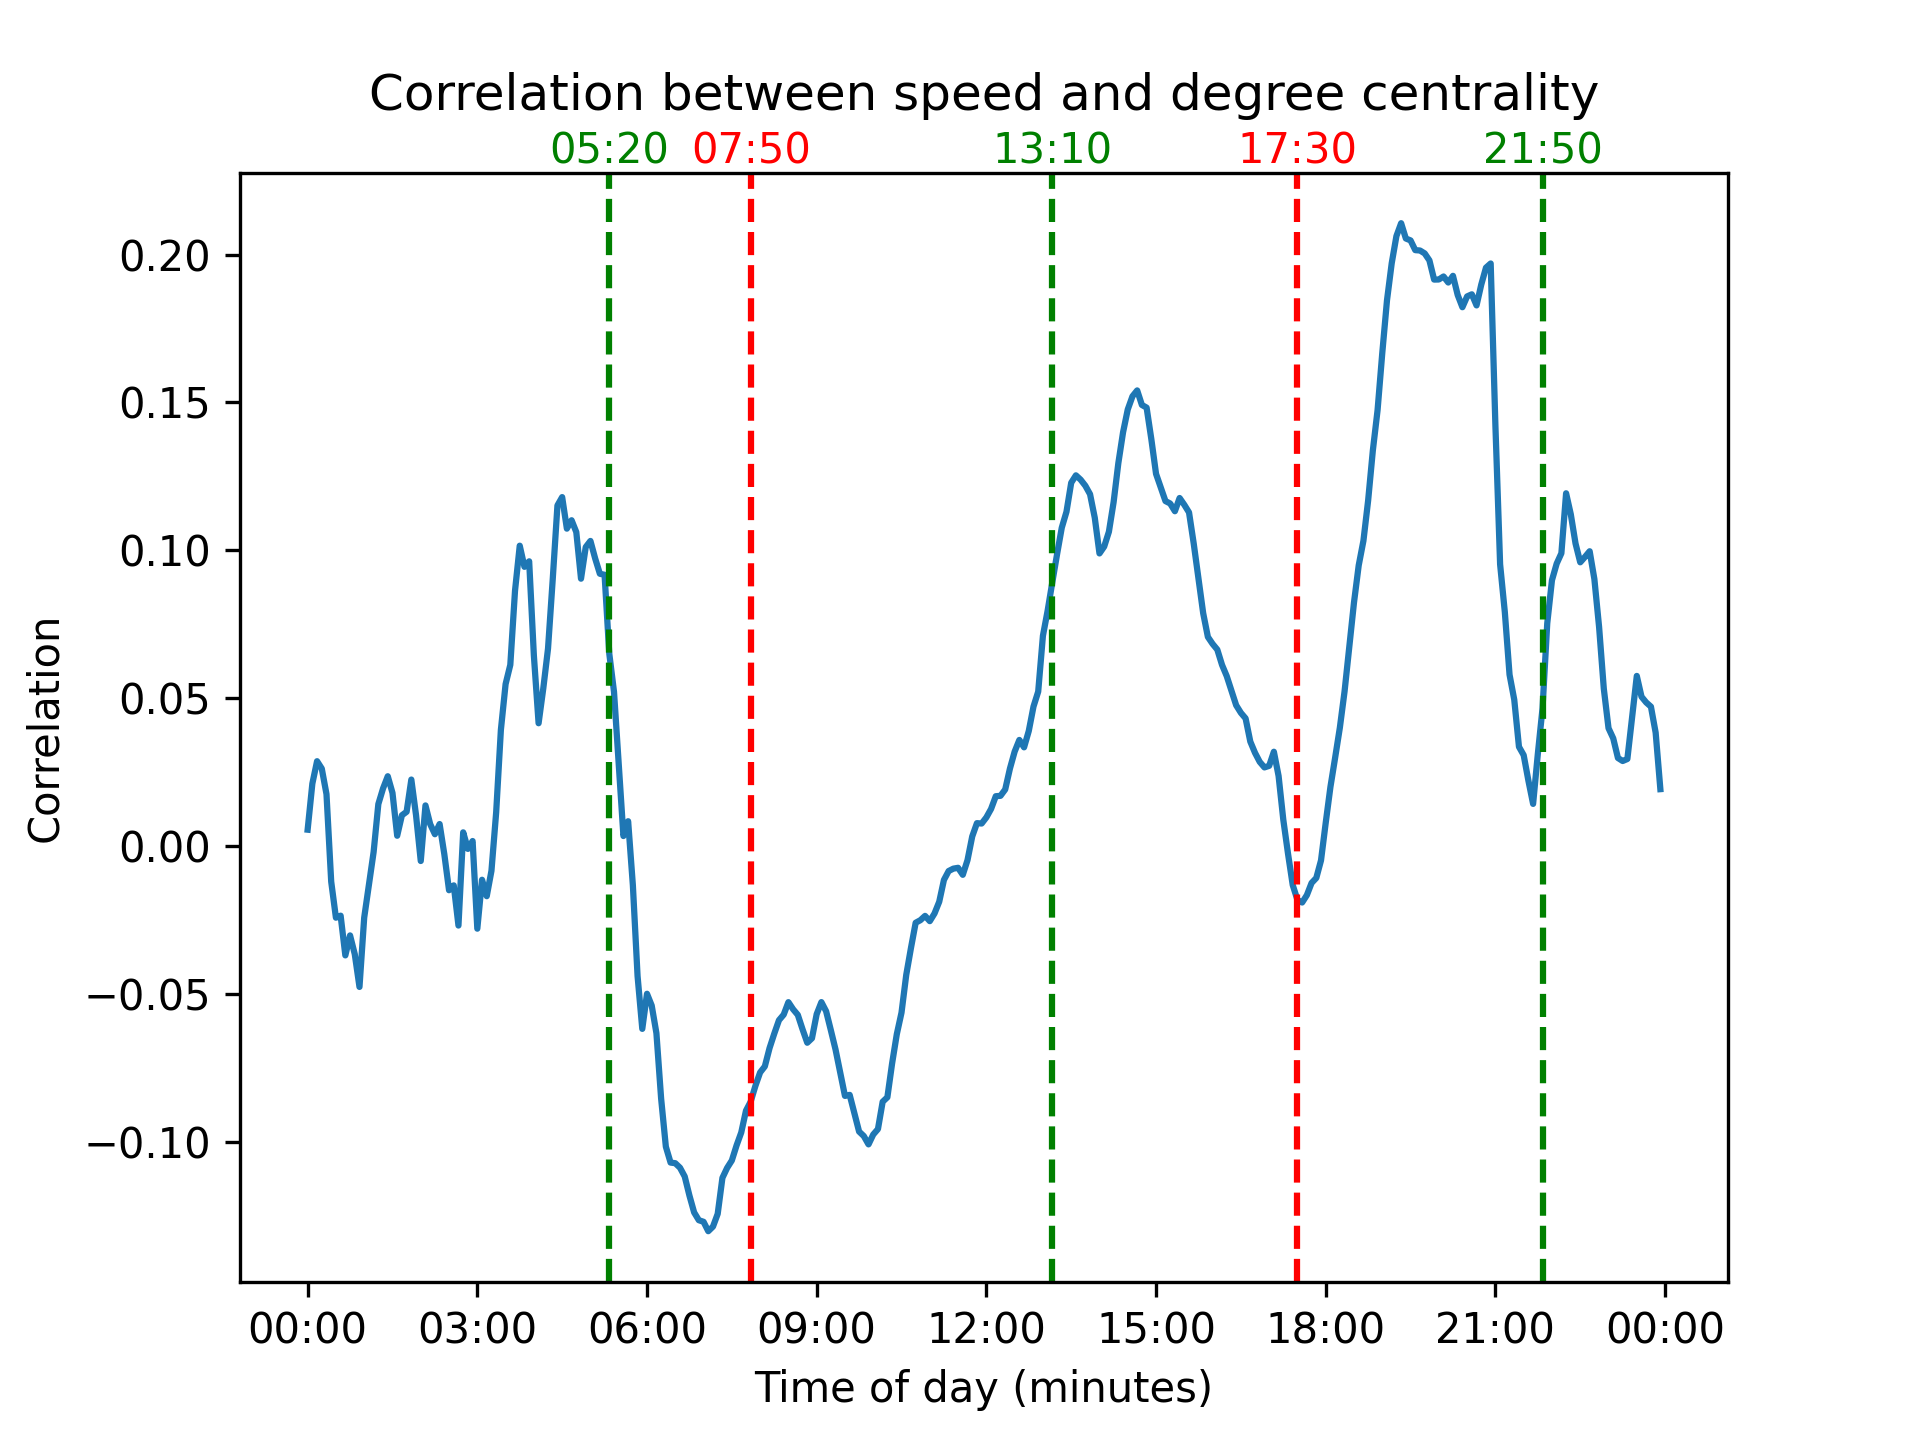 Correlation between speed and degree centrality
05:20 07:50 13:10 17:30 21:50
0.20
0.15
0.10
0.05
0.00
−0.05
−0.10
Correlation
00:00 03:00 06:00 09:00 12:00 15:00 18:00 21:00 00:00
Time of day (minutes)